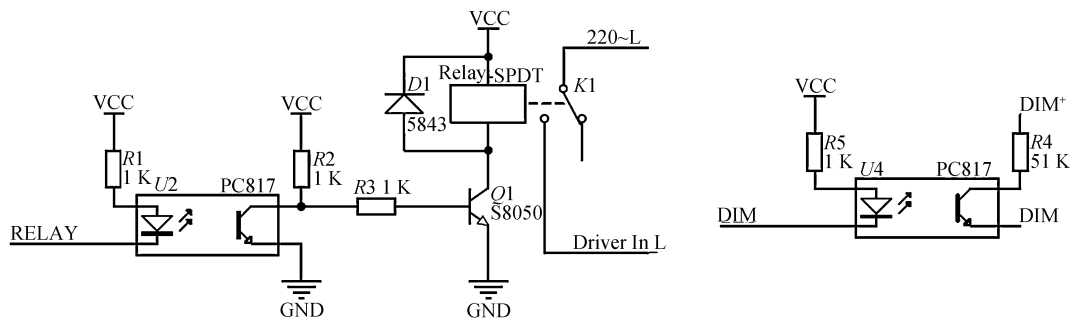 VCC
R1
1 K
U2
PC817
RELAY
VCC
R2
1 K
R3 1 K
GND
VCC
D1
5843
Relay-SPDT
Q1
S8050
GND
220~L
K1
Driver In L
VCC
R5
1 K
U4
PC817
DIM
DIM+
R4
51 K
DIM